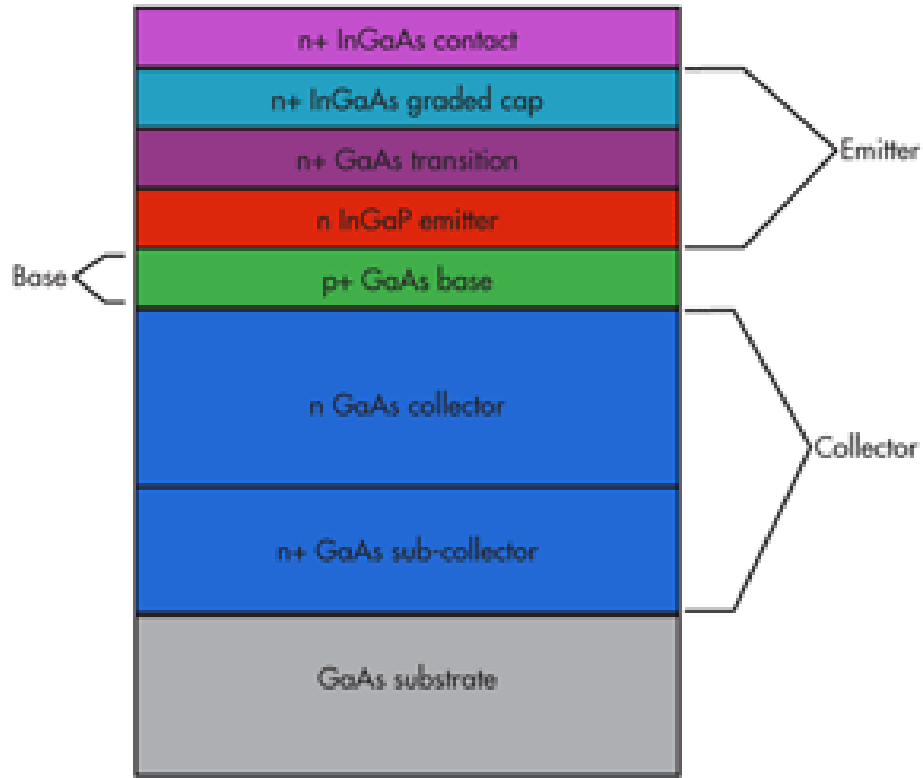 n+ InGaAs contact
n+ InGaAs graded cap
n+ GaAs transition
Emitter
n InGaP emitter
Base
p+ GaAs base
n GaAs collector
Collector
n+ GaAs sub-collector
GaAs substrate